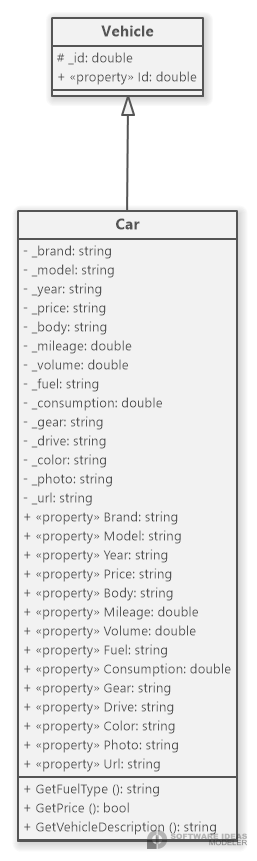 Vehicle
# _id: double
+ «property» Id: double
Car
- _brand: string
- _model: string
- _year: string
- _price: string
- _body: string
- _mileage: double
- _volume: double
- _fuel: string
- _consumption: double
- _gear: string
- _drive: string
- _color: string
- _photo: string
- _url: string
+ «property» Brand: string
+ «property» Model: string
+ «property» Year: string
+ «property» Price: string
+ «property» Body: string
+ «property» Mileage: double
+ «property» Volume: double
+ «property» Fuel: string
+ «property» Consumption: double
+ «property» Gear: string
+ «property» Drive: string
+ «property» Color: string
+ «property» Photo: string
+ «property» Url: string
+ GetFuelType (): string
+ GetPrice (): bool
+ GetVehicleDescription (): string
SOFTWARE IDEAS
MODELER